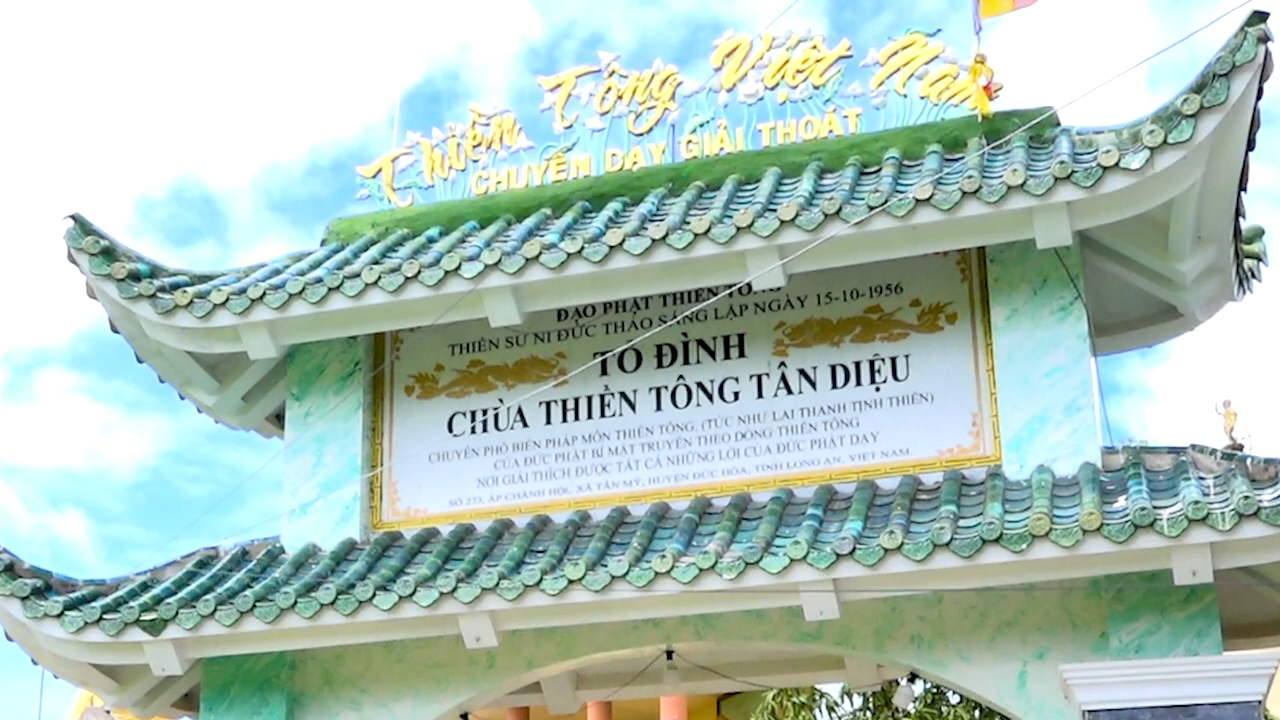 Thiền Tông Việt Nam
CHUYÊN DẠY GIẢI THOÁT
ĐẠO PHẬT THIỀN TÔNG
THIỀN SƯ NI ĐỨC THẢO SÁNG LẬP NGÀY 15-10-1956
TỔ ĐÌNH
CHÙA THIỀN TÔNG TÂN DIỆU
CHUYÊN PHỔ BIẾN PHÁP MÔN THIỀN TÔNG, (TỨC NHƯ LAI THANH TỊNH THIỀN)
CỦA ĐỨC PHẬT BÍ MẬT TRUYỀN THEO DÒNG THIỀN TÔNG
NƠI GIẢI THÍCH ĐƯỢC TẤT CẢ NHỮNG LỜI CỦA ĐỨC PHẬT DẠY
SỐ 273, ẤP CHÁNH HỘI, XÃ TÂN MỸ, HUYỆN ĐỨC HÒA, TỈNH LONG AN, VIỆT NAM.